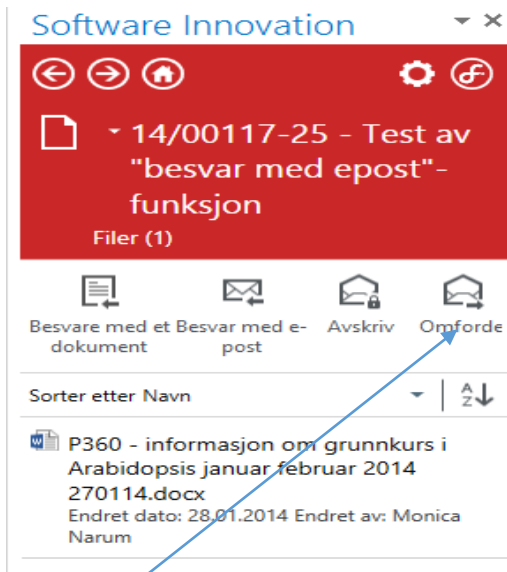 Software Innovation
14/00117-25 - Test av
"besvar med epost"-
funksjon
Filer (1)
Besvare med et dokument
Besvar med e-post
Avskriv
Omforde
Sorter etter Navn
A
Z
P360 - informasjon om grunnkurs i
Arabidopsis januar februar 2014
270114.docx
Endret dato: 28.01.2014 Endret av: Monica
Narum